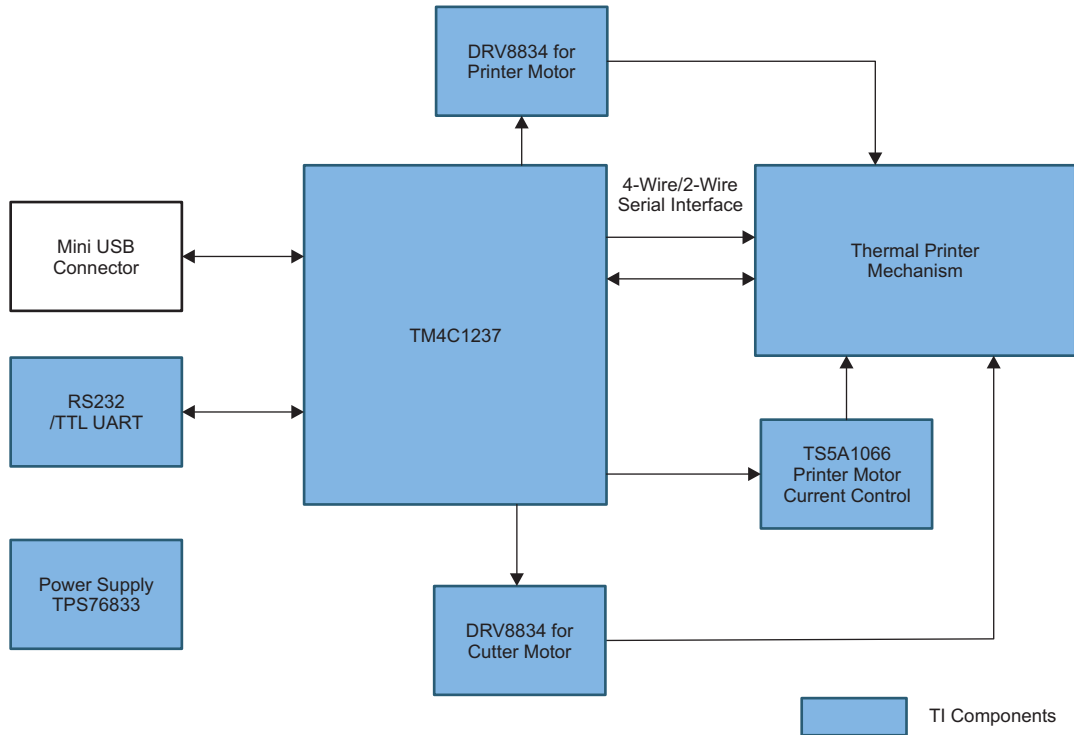 DRV8834 for
Printer Motor
4-Wire/2-Wire
Serial Interface
Mini USB
Connector
Thermal Printer
Mechanism
TM4C1237
RS232
/TTL UART
TS5A1066
Printer Motor
Current Control
Power Supply
TPS76833
DRV8834 for
Cutter Motor
TI Components